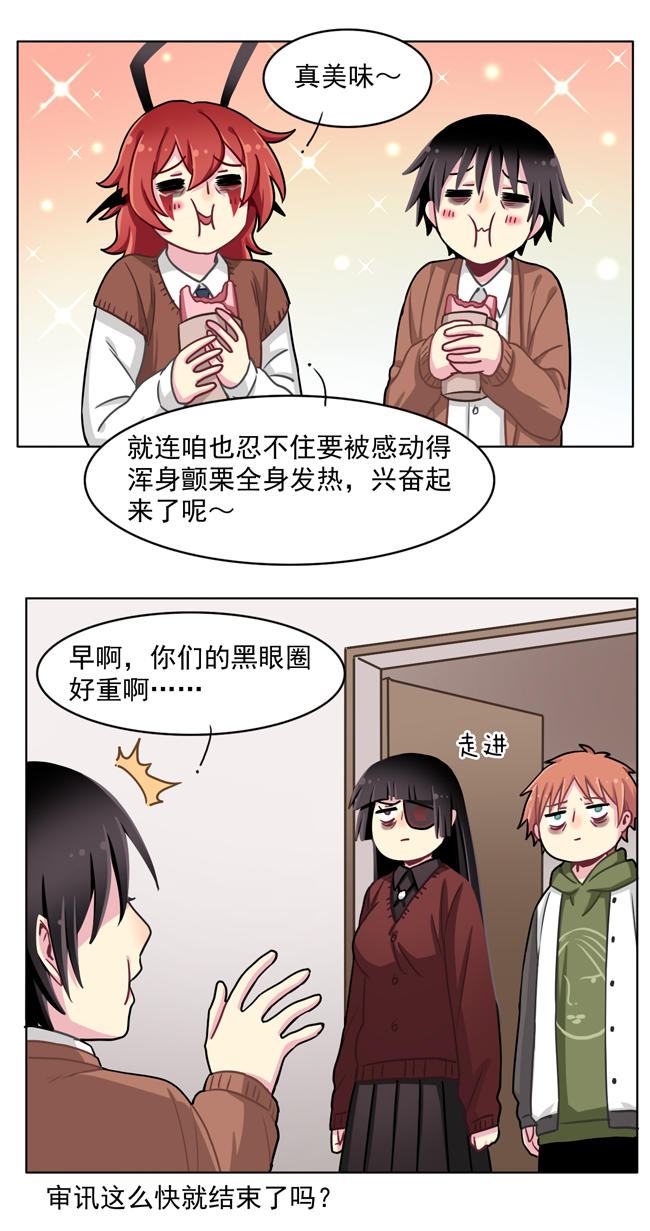 真美味～
就连咱也忍不住要被感动得
浑身颤栗全身发热，兴奋起
来了呢～
早啊，你们的黑眼圈
好重啊……
走进
审讯这么快就结束了吗？